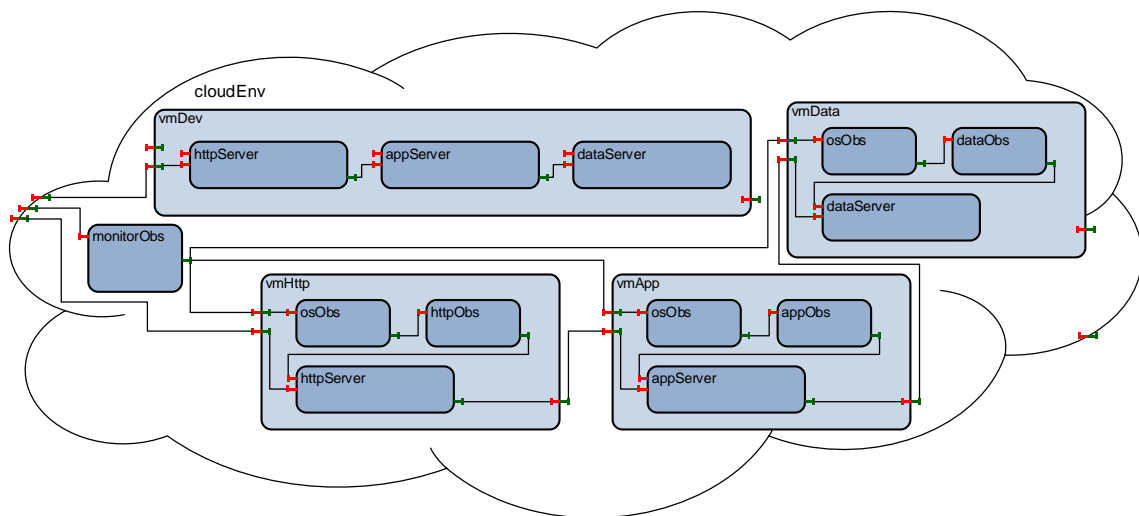 cloudEnv
vmDev
httpServer
appServer
dataServer
vmData
osObs
dataObs
dataServer
monitorObs
vmHttp
osObs
httpObs
httpServer
vmApp
osObs
appObs
appServer